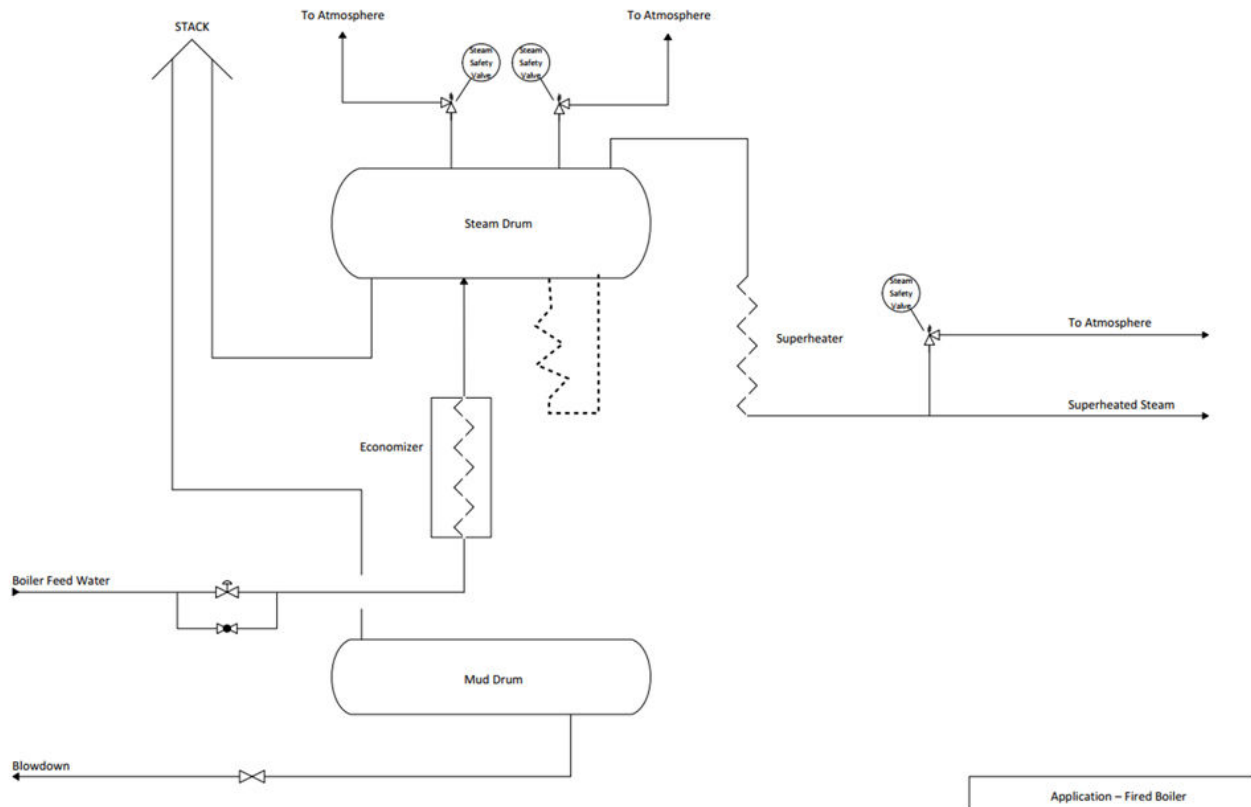 To Atmosphere
To Atmosphere
STACK
Steam
Safety
Valve
Steam
Safety
Valve
Steam Drum
Steam
Safety
Valve
To Atmosphere
Superheater
Superheated Steam
Economizer
Boiler Feed Water
Mud Drum
Blowdown
Application – Fired Boiler